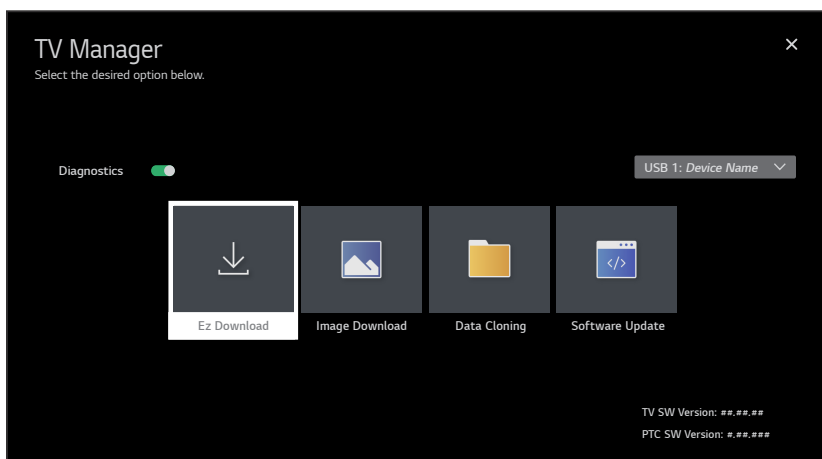 TV Manager
Select the desired option below.
Diagnostics
USB 1: Device Name
</>
Ez Download
Image Download
Data Cloning
Software Update
TV SW Version: ##.##.##
PTC SW Version: #.##.###